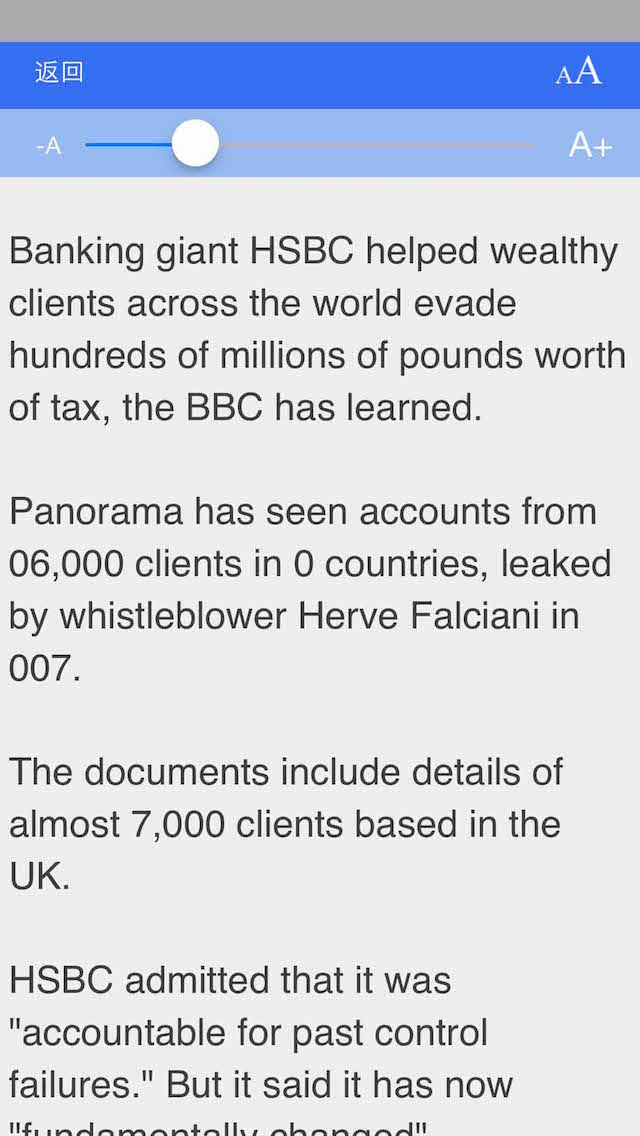 返回
AA
-A
A+
Banking giant HSBC helped wealthy
clients across the world evade
hundreds of millions of pounds worth
of tax, the BBC has learned.
Panorama has seen accounts from
06,000 clients in 0 countries, leaked
by whistleblower Herve Falciani in
007.
The documents include details of
almost 7,000 clients based in the
UK.
HSBC admitted that it was
"accountable for past control
failures." But it said it has now
"fundamentally changed"